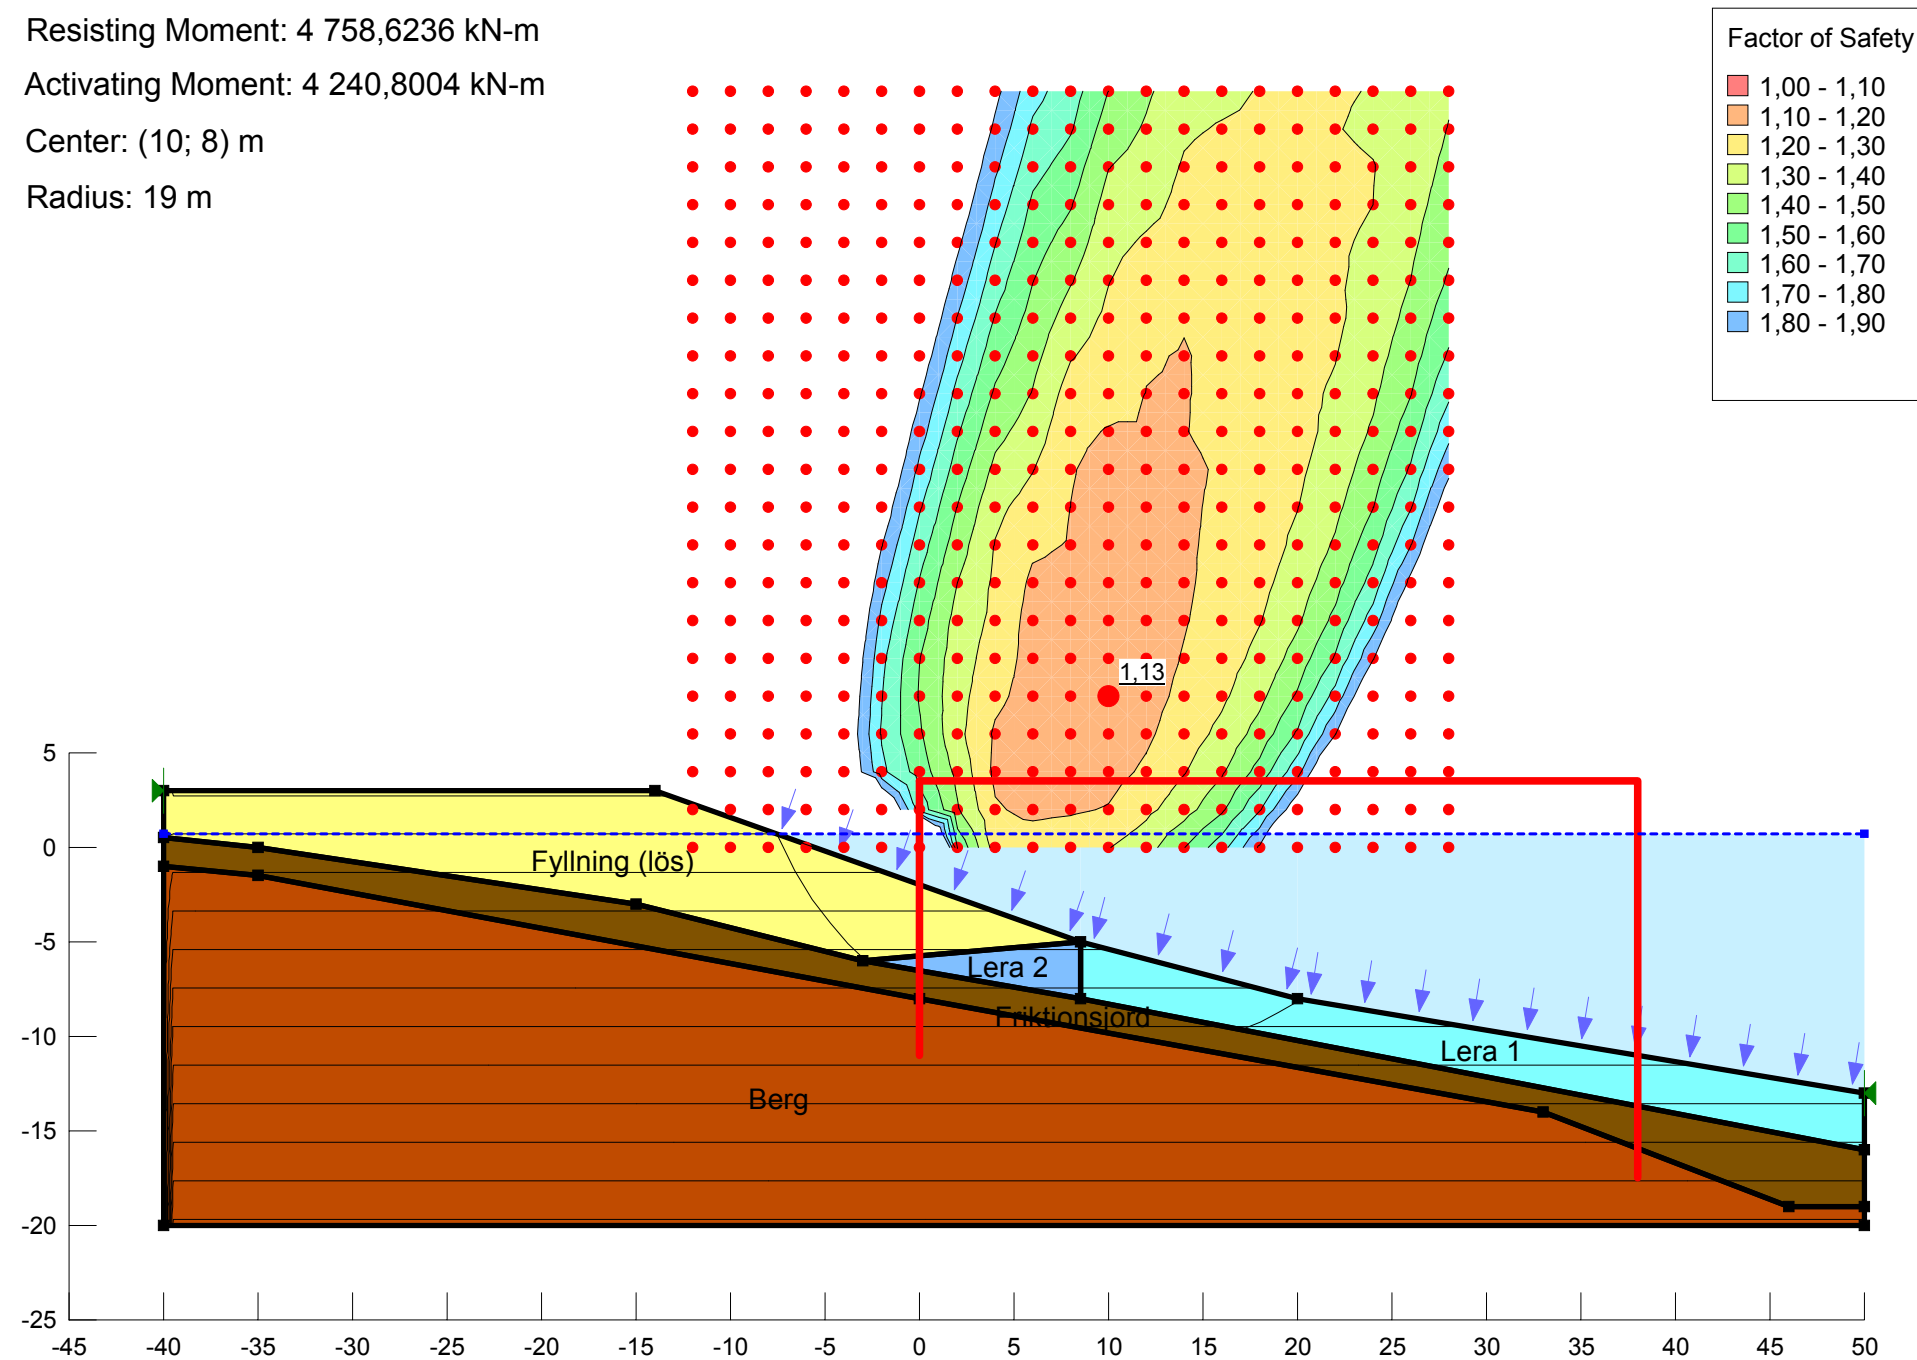 Resisting Moment: 4 758,6236 kN-m
Activating Moment: 4 240,8004 kN-m
Center: (10; 8) m
Radius: 19 m
Factor of Safety
1,00 - 1,10
1,10 - 1,20
1,20 - 1,30
1,30 - 1,40
1,40 - 1,50
1,50 - 1,60
1,60 - 1,70
1,70 - 1,80
1,80 - 1,90
1,13
5
0
-5
-10
-15
-20
-25
Fyllning (lös)
Lera 2
Friktionsjord
Lera 1
Berg
-45 -40 -35 -30 -25 -20 -15 -10 -5 0 5 10 15 20 25 30 35 40 45 50